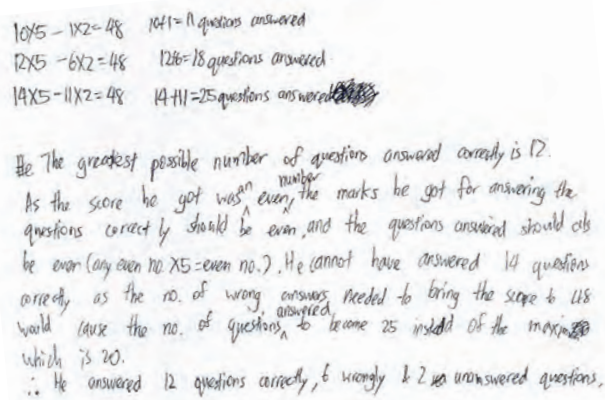 10x5 - 1x2 = 48 10+1 = 11 questions answered
12x5 - 6x2 = 48 12+6 = 18 questions answered
14x5 - 11x2 = 48 14+11 = 25 questions answered
The greatest possible number of questions answered correctly is 12.
As the score he got was an even number, the marks he got for answering the
questions correctly should be even, and the questions answered should also
be even (any even no. x5 = even no.). He cannot have answered 14 questions
correctly as the no. of wrong answers needed to bring the score to 48
would cause the no. of questions answered to become 25 instead of the
which is 20.
∴ He answered 12 questions correctly, 6 wrongly & 2 unanswered questions.